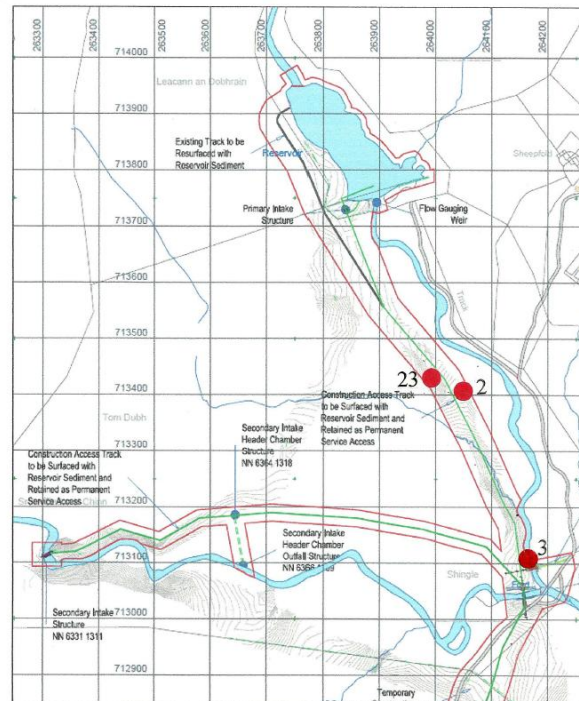 263300
263400
263500
263600
263700
263800
263900
264000
264100
264200
714000
Leacann an Dobhrain
713900
Existing Track to be
Resurfaced with
Reservoir Sediment
Reservoir
Sheepfold
713800
Primary Intake
Structure
Flow Gauging
Weir
713700
713600
Track
713500
23
2
713400
Construction Access Track
to be Surfaced with
Reservoir Sediment and
Retained as Permanent
Service Access
Tom Dubh
Secondary Intake
Header Chamber
Structure
NN 6364 1318
713300
Construction Access Track
to be Surfaced with
Reservoir Sediment and
Retained as Permanent
Service Access
713200
Secondary Intake
Header Chamber
Outfall Structure
NN 6366
3
713100
Shingle
Ford
Secondary Intake
Structure
NN 6331 1311
713000
712900
Temporary